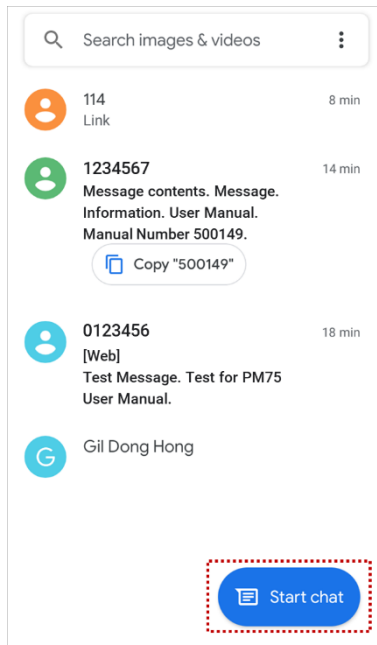 Search images & videos
114
8 min
Link
1234567
14 min
Message contents. Message.
Information. User Manual.
Manual Number 500149.
Copy "500149"
0123456
18 min
[Web]
Test Message. Test for PM75
User Manual.
G
Gil Dong Hong
Start chat